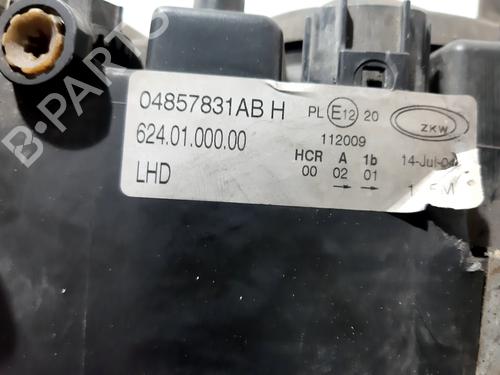 04857831AB H
PL E12 20
ZKW
624.01.000.00
112009
LHD
HCR A 1b
00 02 01
14-Jul-04
B-PARTS